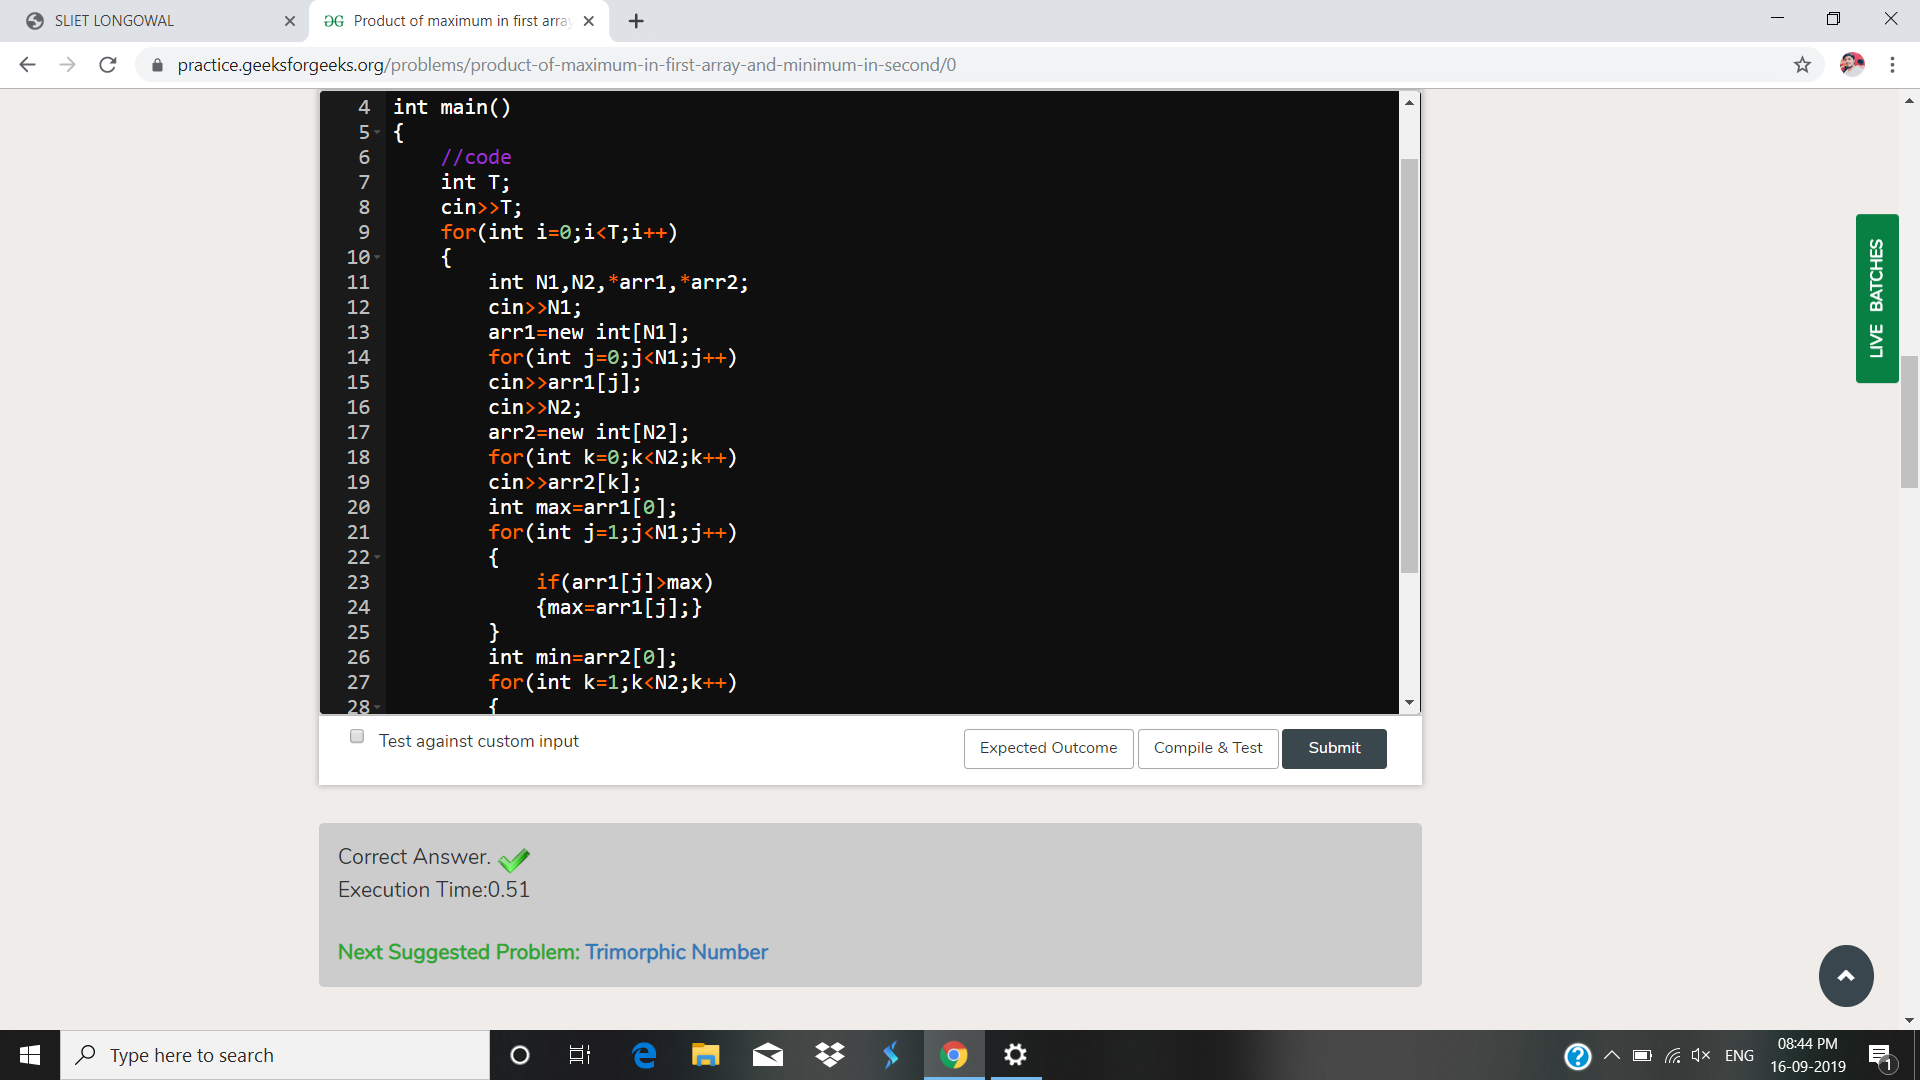 SLIET LONGOWAL
Product of maximum in first arra
practice.geeksforgeeks.org/problems/product-of-maximum-in-first-array-and-minimum-in-second/0
4 int main()
5 {
6 //code
7 int T;
8 cin>>T;
9 for(int i=0;i<T;i++)
10 {
11 int N1,N2,*arr1,*arr2;
12 cin>>N1;
13 arr1=new int[N1];
14 for(int j=0;j<N1;j++)
15 cin>>arr1[j];
16 cin>>N2;
17 arr2=new int[N2];
18 for(int k=0;k<N2;k++)
19 cin>>arr2[k];
20 int max=arr1[0];
21 for(int j=1;j<N1;j++)
22 {
23 if(arr1[j]>max)
24 {max=arr1[j];}
25 }
26 int min=arr2[0];
27 for(int k=1;k<N2;k++)
28 {
LIVE BATCHES
Test against custom input
Expected Outcome
Compile & Test
Submit
Correct Answer.
Execution Time:0.51
Next Suggested Problem: Trimorphic Number
Type here to search
ENG
08:44 PM
16-09-2019
1